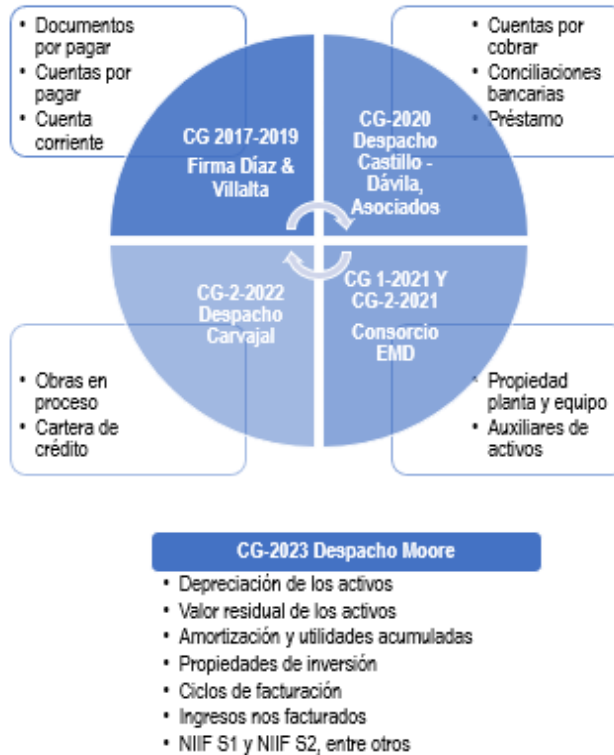 • Documentos
por pagar
• Cuentas por
pagar
• Cuenta
corriente
CG 2017-2019
Firma Díaz &
Villalta
• Cuentas por
cobrar
• Conciliaciones
bancarias
• Préstamo
CG-2020
Despacho
Castillo -
Dávila,
Asociados
CG-2-2022
Despacho
Carvajal
• Obras en
proceso
• Cartera de
crédito
CG 1-2021 Y
CG-2-2021
Consorcio
EMD
• Propiedad
planta y equipo
• Auxiliares de
activos
CG-2023 Despacho Moore
• Depreciación de los activos
• Valor residual de los activos
• Amortización y utilidades acumuladas
• Propiedades de inversión
• Ciclos de facturación
• Ingresos nos facturados
• NIIF S1 y NIIF S2, entre otros